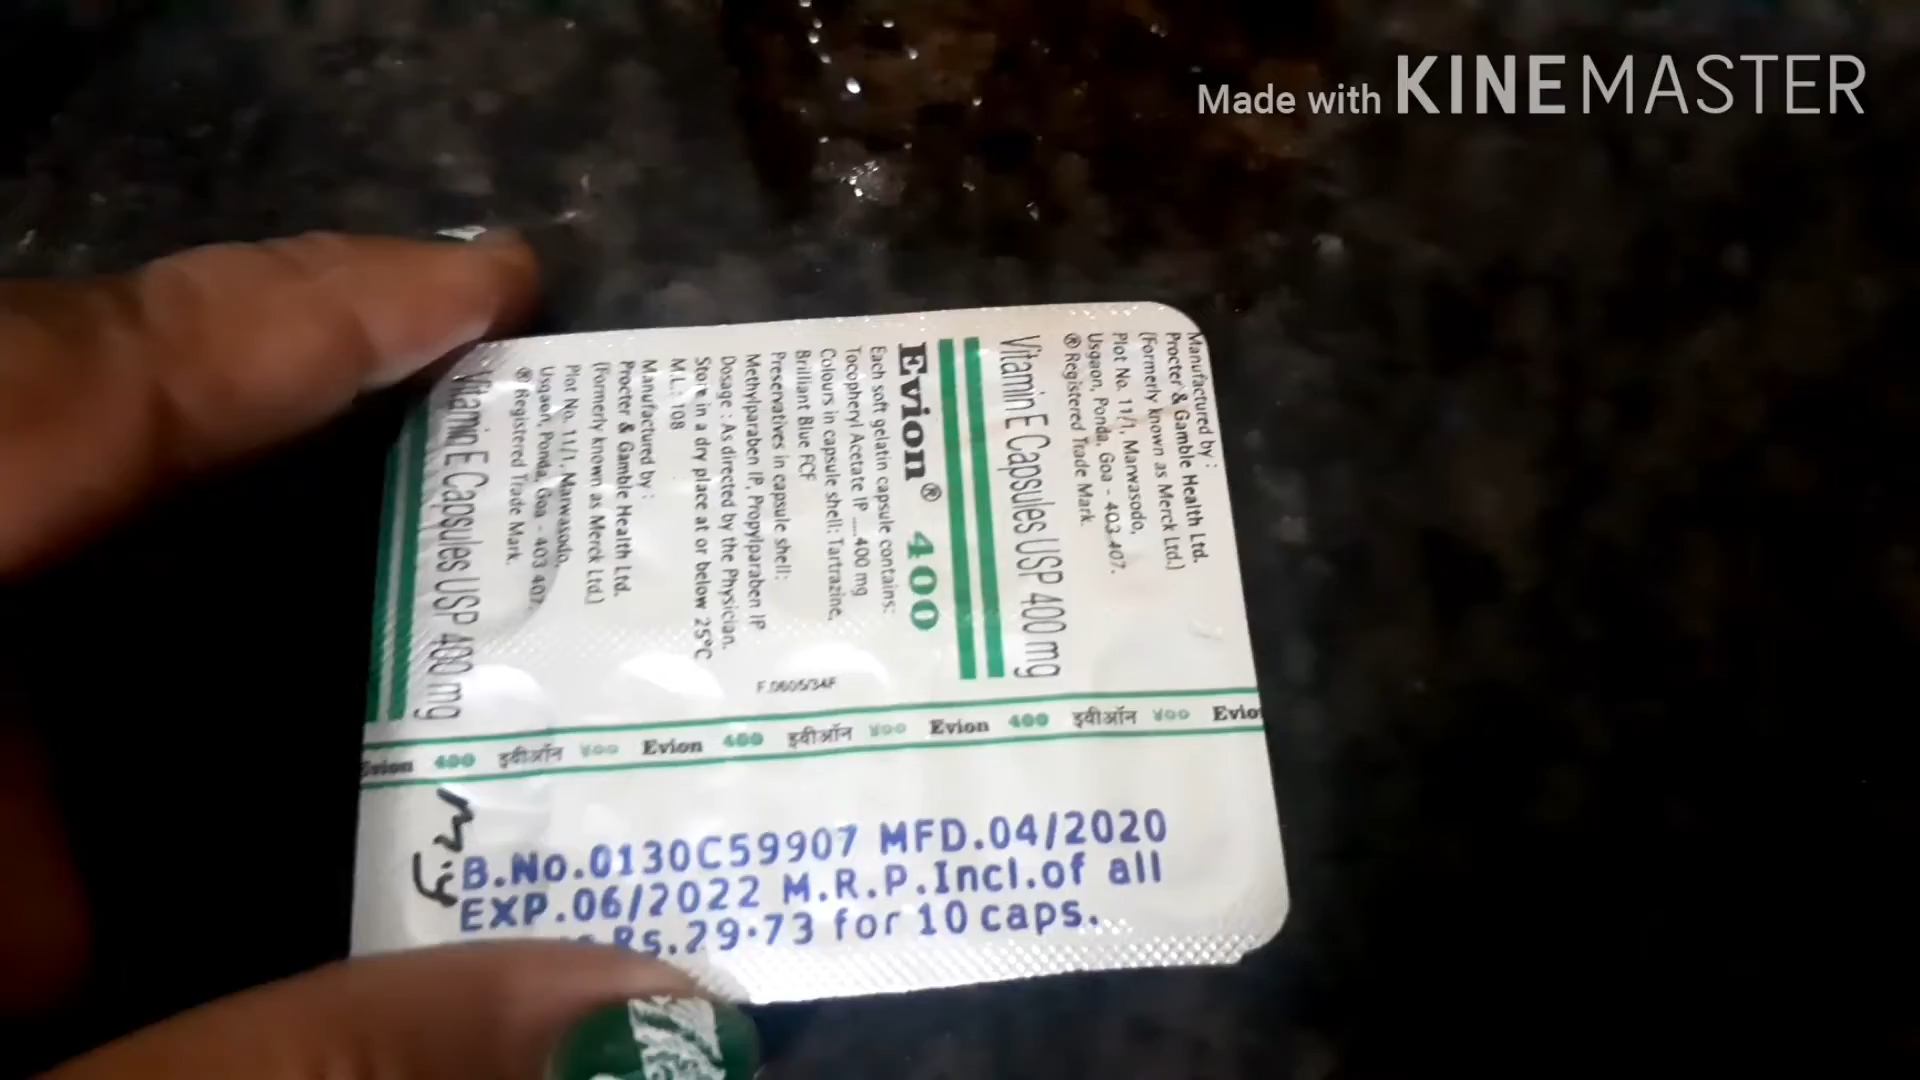 Made with KINEMASTER
Manufactured by :
Procter & Gamble Health Ltd.
(Formerly known as Merck Ltd.)
Plot No. 11/1, Marwasodo,
Usgaon, Ponda, Goa - 403 407.
® Registered Trade Mark.
Vitamin E Capsules USP 400 mg
Evion® 400
Each soft gelatin capsule contains:
Tocopheryl Acetate IP ..... 400 mg
Colours in capsule shell: Tartrazine,
Brilliant Blue FCF
Preservatives in capsule shell:
Methylparaben IP, Propylparaben IP
Dosage : As directed by the Physician.
Store in a dry place at or below 25°C
M.L.: 108
Manufactured by :
Procter & Gamble Health Ltd.
(Formerly known as Merck Ltd.)
Plot No. 11/1, Marwasodo,
Usgaon, Ponda, Goa - 403 407.
® Registered Trade Mark.
Vitamin E Capsules USP 400 mg
Evion 400 इवीऑन ४०० Evion 400 इवीऑन ४०० Evion 400 इवीऑन ४०० Evio
B.No.0130C59907 MFD.04/2020
EXP.06/2022 M.R.P.Incl.of all
Rs.29.73 for 10 caps.